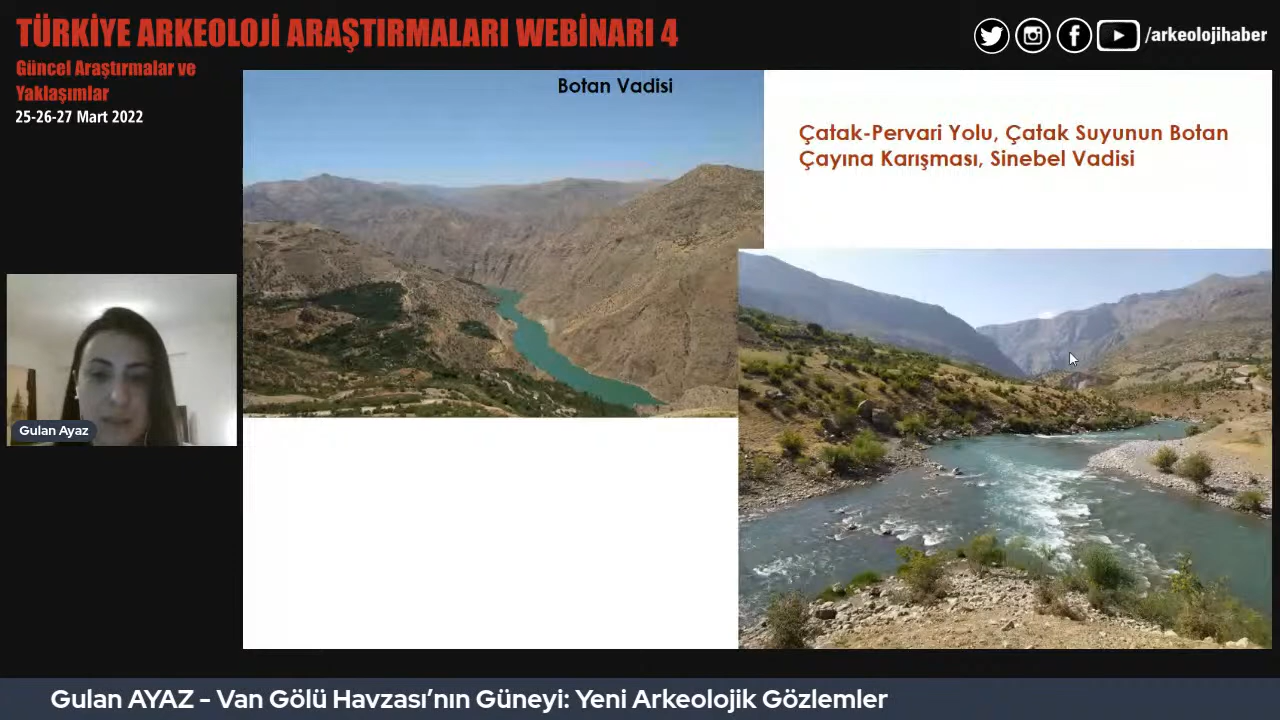 TÜRKİYE ARKEOLOJİ ARAŞTIRMALARI WEBİNARI 4
Güncel Araştırmalar ve
Yaklaşımlar
25-26-27 Mart 2022
/arkeolojihaber
Botan Vadisi
Çatak-Pervari Yolu, Çatak Suyunun Botan
Çayına Karışması, Sinebel Vadisi
Gulan Ayaz
Gulan AYAZ - Van Gölü Havzası'nın Güneyi: Yeni Arkeolojik Gözlemler